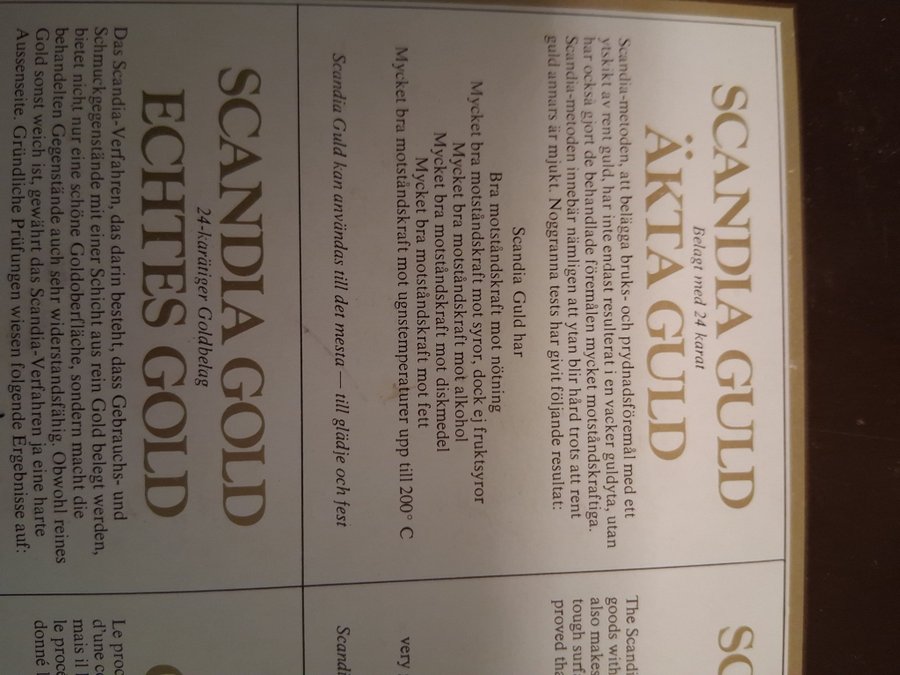 SCANDIA GULD
Belagt med 24 karat
ÄKTA GULD
Scandia-metoden, att belägga bruks- och prydnadsföremål med ett
ytskikt av rent guld, har inte endast resulterat i en vacker guldyta, utan
har också gjort de behandlade föremålen mycket motståndskraftiga.
Scandia-metoden innebär nämligen att ytan blir hård trots att rent
guld annars är mjukt. Noggranna tests har givit följande resultat:
Scandia Guld har
Bra motståndskraft mot nötning
Mycket bra motståndskraft mot syror, dock ej fruktsyror
Mycket bra motståndskraft mot alkohol
Mycket bra motståndskraft mot diskmedel
Mycket bra motståndskraft mot fett
Mycket bra motståndskraft mot ugnstemperaturer upp till 200° C
Scandia Guld kan användas till det mesta — till glädje och fest
SC
The Scandi
goods with
also makes
tough surf
proved tha
very
Scandi
SCANDIA GOLD
24-karätiger Goldbelag
ECHTES GOLD
Das Scandia-Verfahren, das darin besteht, dass Gebrauchs- und
Schmuckgegenstände mit einer Schicht aus rein Gold belegt werden,
bietet nicht nur eine schöne Goldoberfläche, sondern macht die
behandelten Gegenstände auch sehr widerstandsfähig. Obwohl reines
Gold sonst weich ist, gewährt das Scandia-Verfahren ja eine harte
Aussenseite. Gründliche Prüfungen wiesen folgende Ergebnisse auf:
Le proc
d'une co
mais il
le procé
donné l